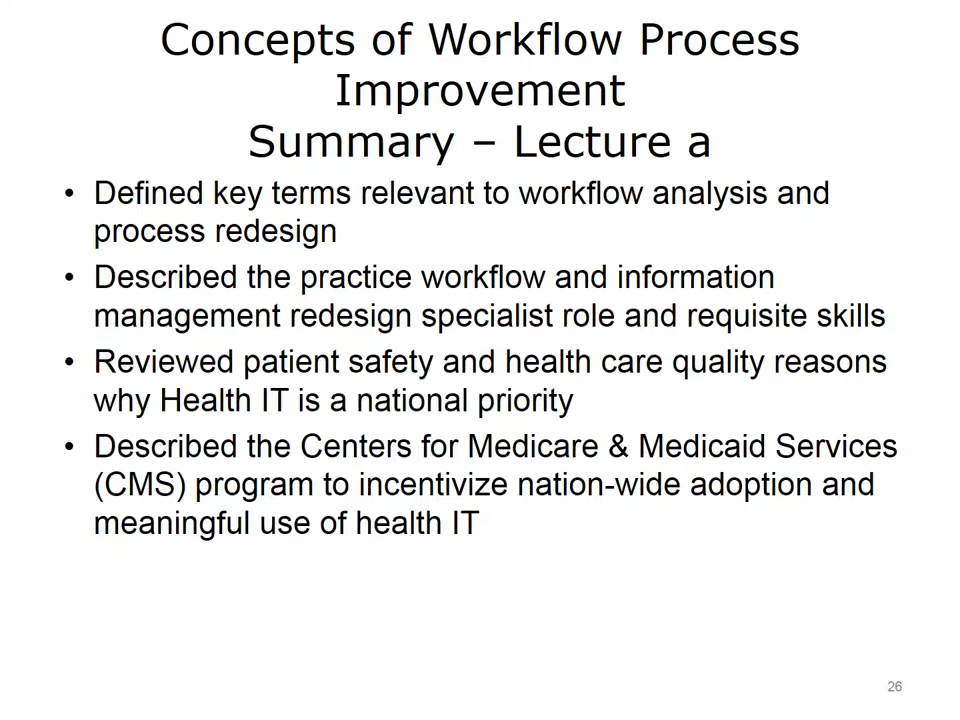 Concepts of Workflow Process
Improvement
Summary – Lecture a
• Defined key terms relevant to workflow analysis and
process redesign
• Described the practice workflow and information
management redesign specialist role and requisite skills
• Reviewed patient safety and health care quality reasons
why Health IT is a national priority
• Described the Centers for Medicare & Medicaid Services
(CMS) program to incentivize nation-wide adoption and
meaningful use of health IT
26